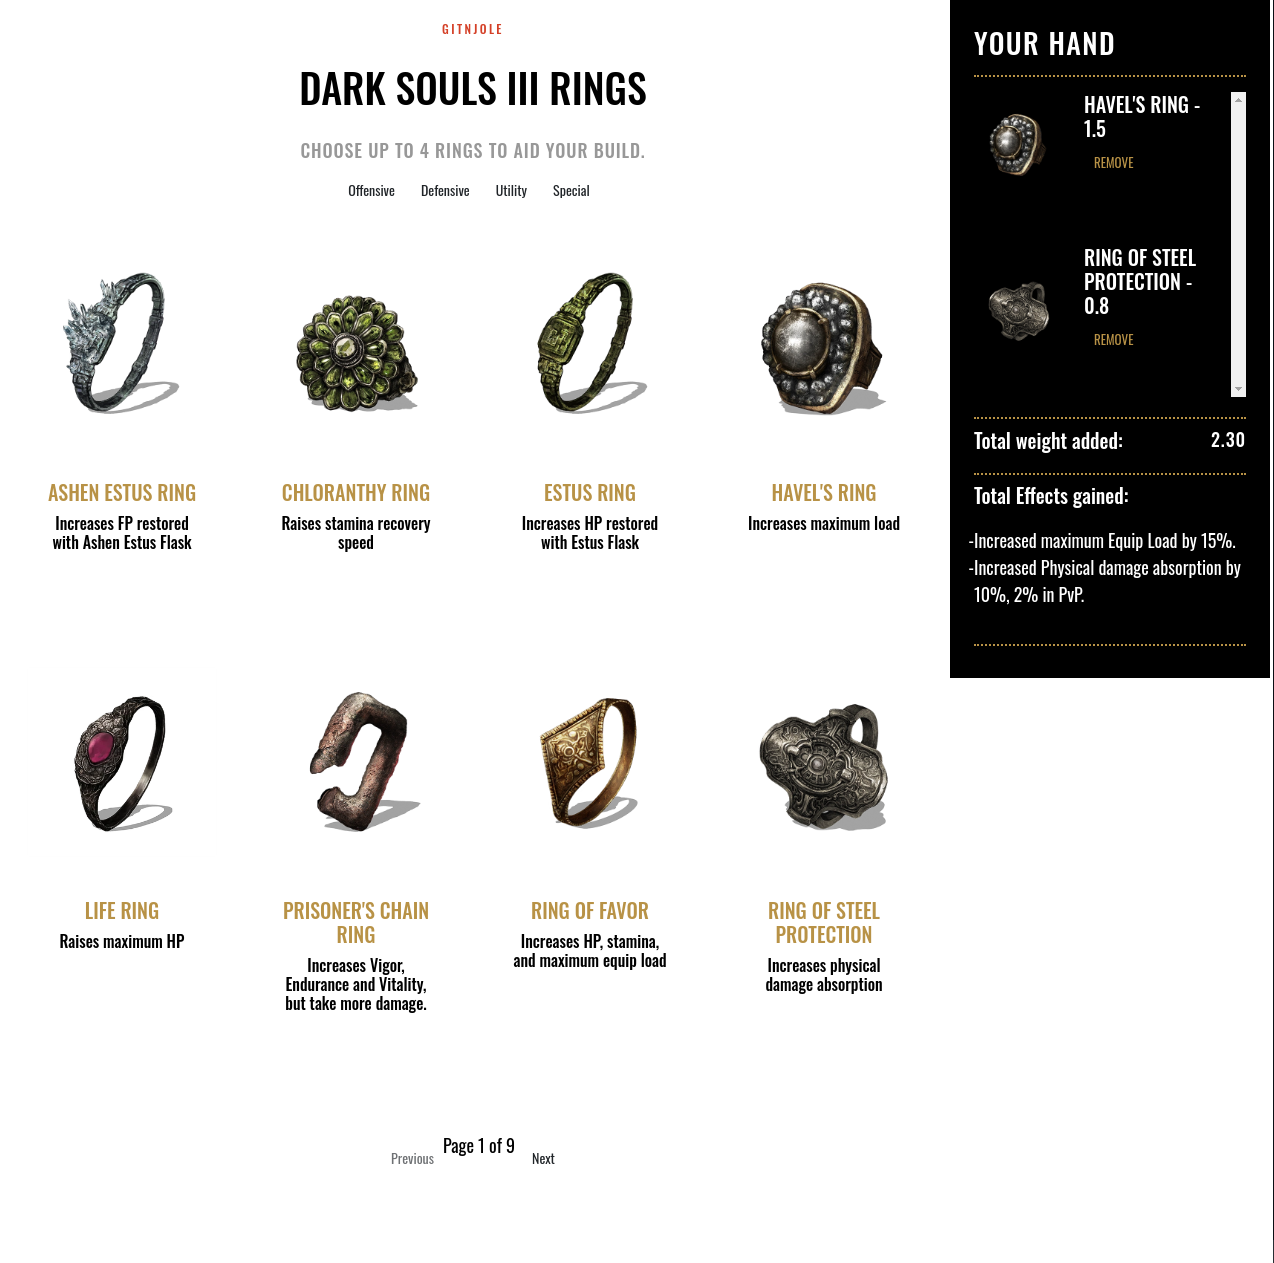 GITNJOLE
DARK SOULS III RINGS
CHOOSE UP TO 4 RINGS TO AID YOUR BUILD.
Offensive Defensive Utility Special
ASHEN ESTUS RING
Increases FP restored
with Ashen Estus Flask
CHLORANTHY RING
Raises stamina recovery
speed
ESTUS RING
Increases HP restored
with Estus Flask
HAVEL'S RING
Increases maximum load
LIFE RING
Raises maximum HP
PRISONER'S CHAIN
RING
Increases Vigor,
Endurance and Vitality,
but take more damage.
RING OF FAVOR
Increases HP, stamina,
and maximum equip load
RING OF STEEL
PROTECTION
Increases physical
damage absorption
Previous Page 1 of 9 Next
YOUR HAND
HAVEL'S RING -
1.5
REMOVE
RING OF STEEL
PROTECTION -
0.8
REMOVE
Total weight added: 2.30
Total Effects gained:
-Increased maximum Equip Load by 15%.
-Increased Physical damage absorption by
10%, 2% in PvP.